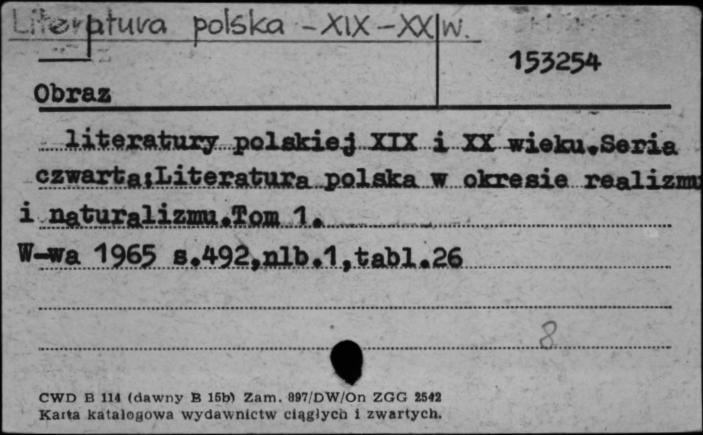 Literatura polska - XIX - XX w.
153254
Obraz
literatury polskiej XIX i XX wieku.Seria
czwarta:Literatura polska w okresie realizmu
i naturalizmu.Tom 1.
W-wa 1965 s.492,nlb.1,tabl.26
8
CWD B 114 (dawny B 15b) Zam. 897/DW/On ZGG 2542
Karta katalogowa wydawnictw ciągłych i zwartych.